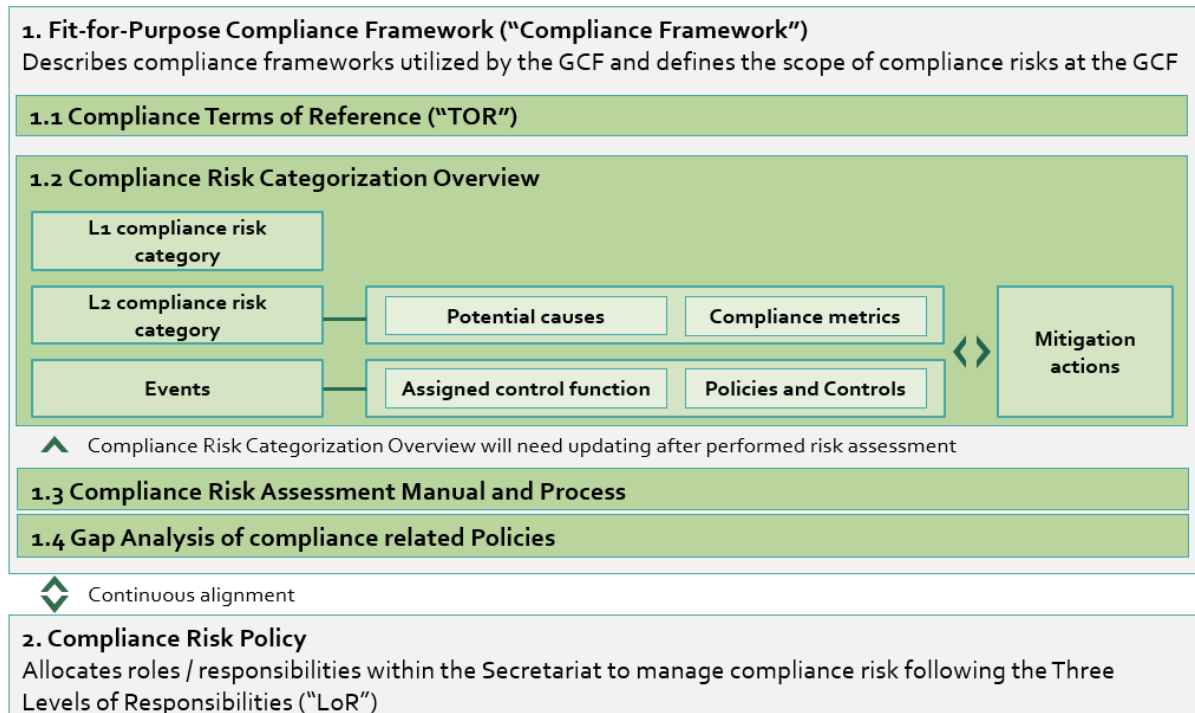 1. Fit-for-Purpose Compliance Framework (“Compliance Framework”)
Describes compliance frameworks utilized by the GCF and defines the scope of compliance risks at the GCF
1.1 Compliance Terms of Reference (“TOR”)
1.2 Compliance Risk Categorization Overview
L1 compliance risk
category
L2 compliance risk
category
Potential causes
Compliance metrics
Events
Assigned control function
Policies and Controls
Mitigation
actions
Compliance Risk Categorization Overview will need updating after performed risk assessment
1.3 Compliance Risk Assessment Manual and Process
1.4 Gap Analysis of compliance related Policies
Continuous alignment
2. Compliance Risk Policy
Allocates roles / responsibilities within the Secretariat to manage compliance risk following the Three
Levels of Responsibilities (“LoR”)